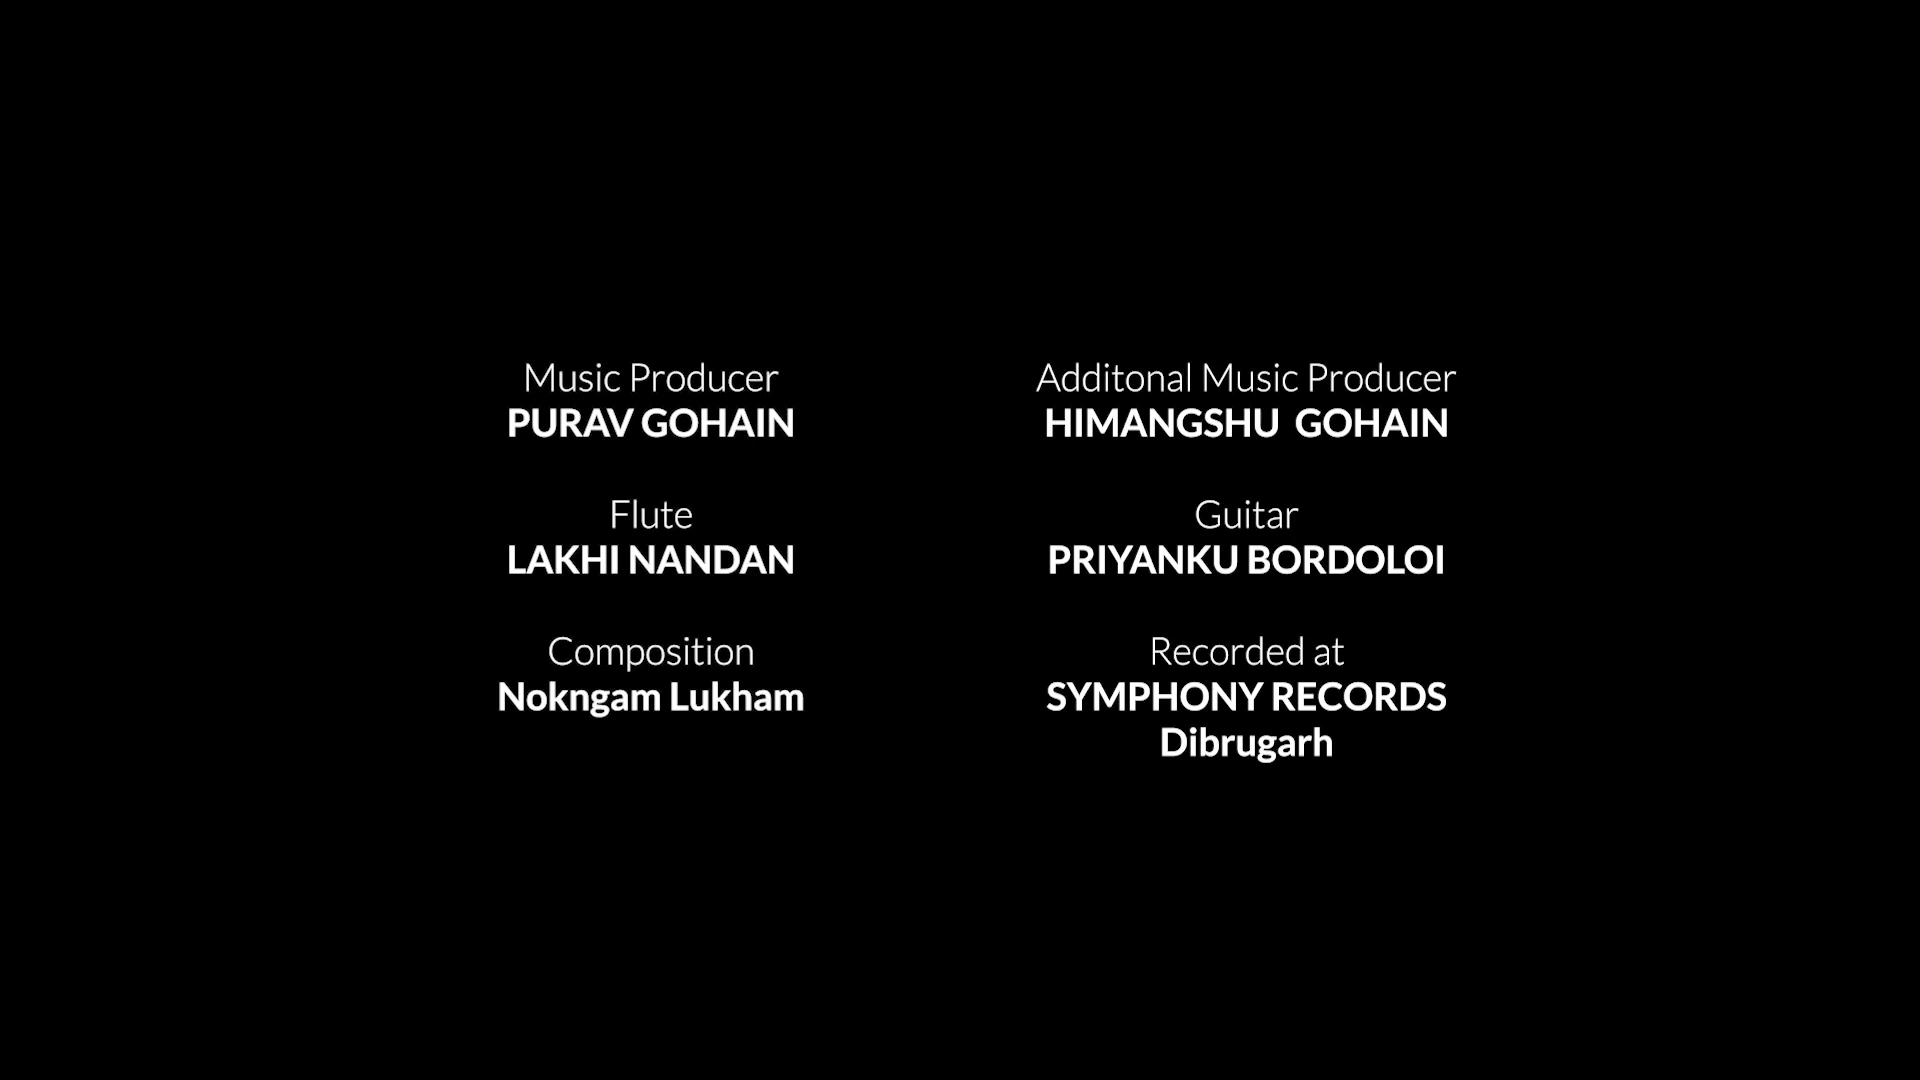 Music Producer
PURAV GOHAIN
Additonal Music Producer
HIMANGSHU  GOHAIN
Flute
LAKHI NANDAN
Guitar
PRIYANKU BORDOLOI
Composition
Nokngam Lukham
Recorded at
SYMPHONY RECORDS
Dibrugarh